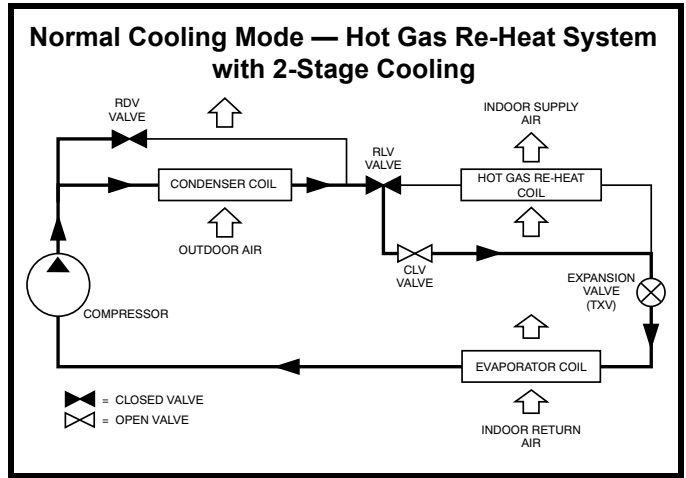 Normal Cooling Mode — Hot Gas Re-Heat System
with 2-Stage Cooling
RDV
VALVE
INDOOR SUPPLY
AIR
RLV
VALVE
CONDENSER COIL
HOT GAS RE-HEAT
COIL
OUTDOOR AIR
CLV
VALVE
EXPANSION
VALVE
(TXV)
COMPRESSOR
EVAPORATOR COIL
= CLOSED VALVE
= OPEN VALVE
INDOOR RETURN
AIR